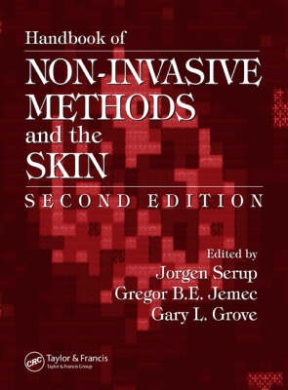 Handbook of
NON-INVASIVE
METHODS
and the
SKIN
SECOND EDITION
Edited by
Jorgen Serup
Gregor B.E. Jemec
Gary L. Grove
CRC
Taylor & Francis
Taylor & Francis Group